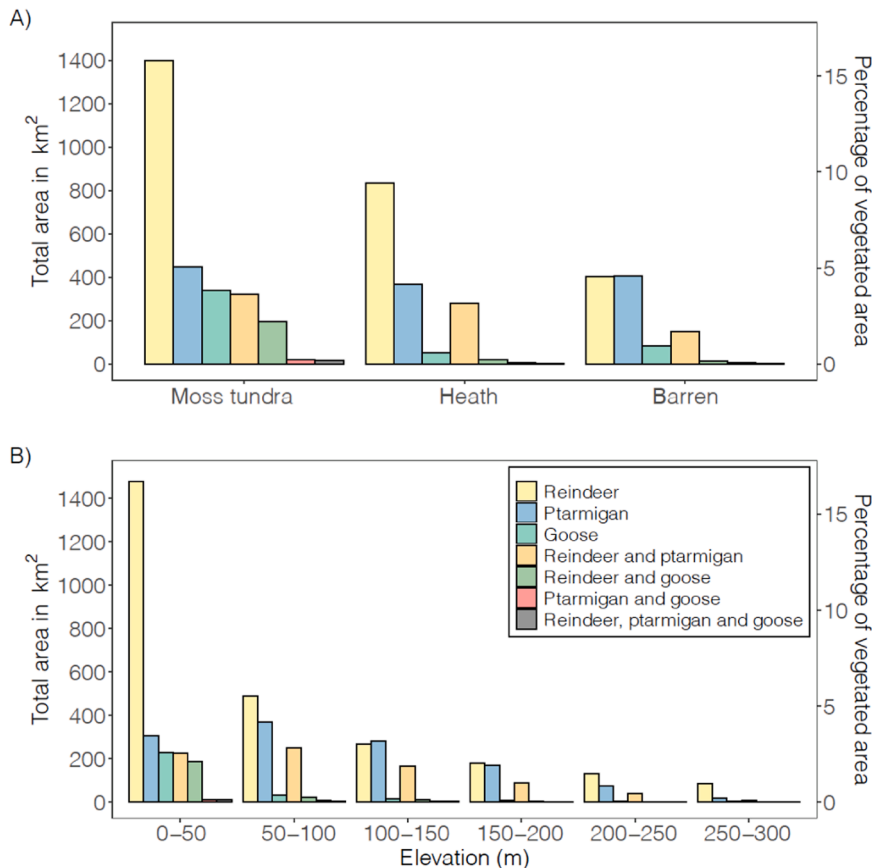 A)
Total area in km²
1400
1200
1000
800
600
400
200
0
15
10
5
0
Percentage of vegetated area
Moss tundra
Heath
Barren
B)
Total area in km²
1400
1200
1000
800
600
400
200
0
Reindeer
Ptarmigan
Goose
Reindeer and ptarmigan
Reindeer and goose
Ptarmigan and goose
Reindeer, ptarmigan and goose
15
10
5
0
Percentage of vegetated area
0–50
50–100
100–150
150–200
200–250
250–300
Elevation (m)